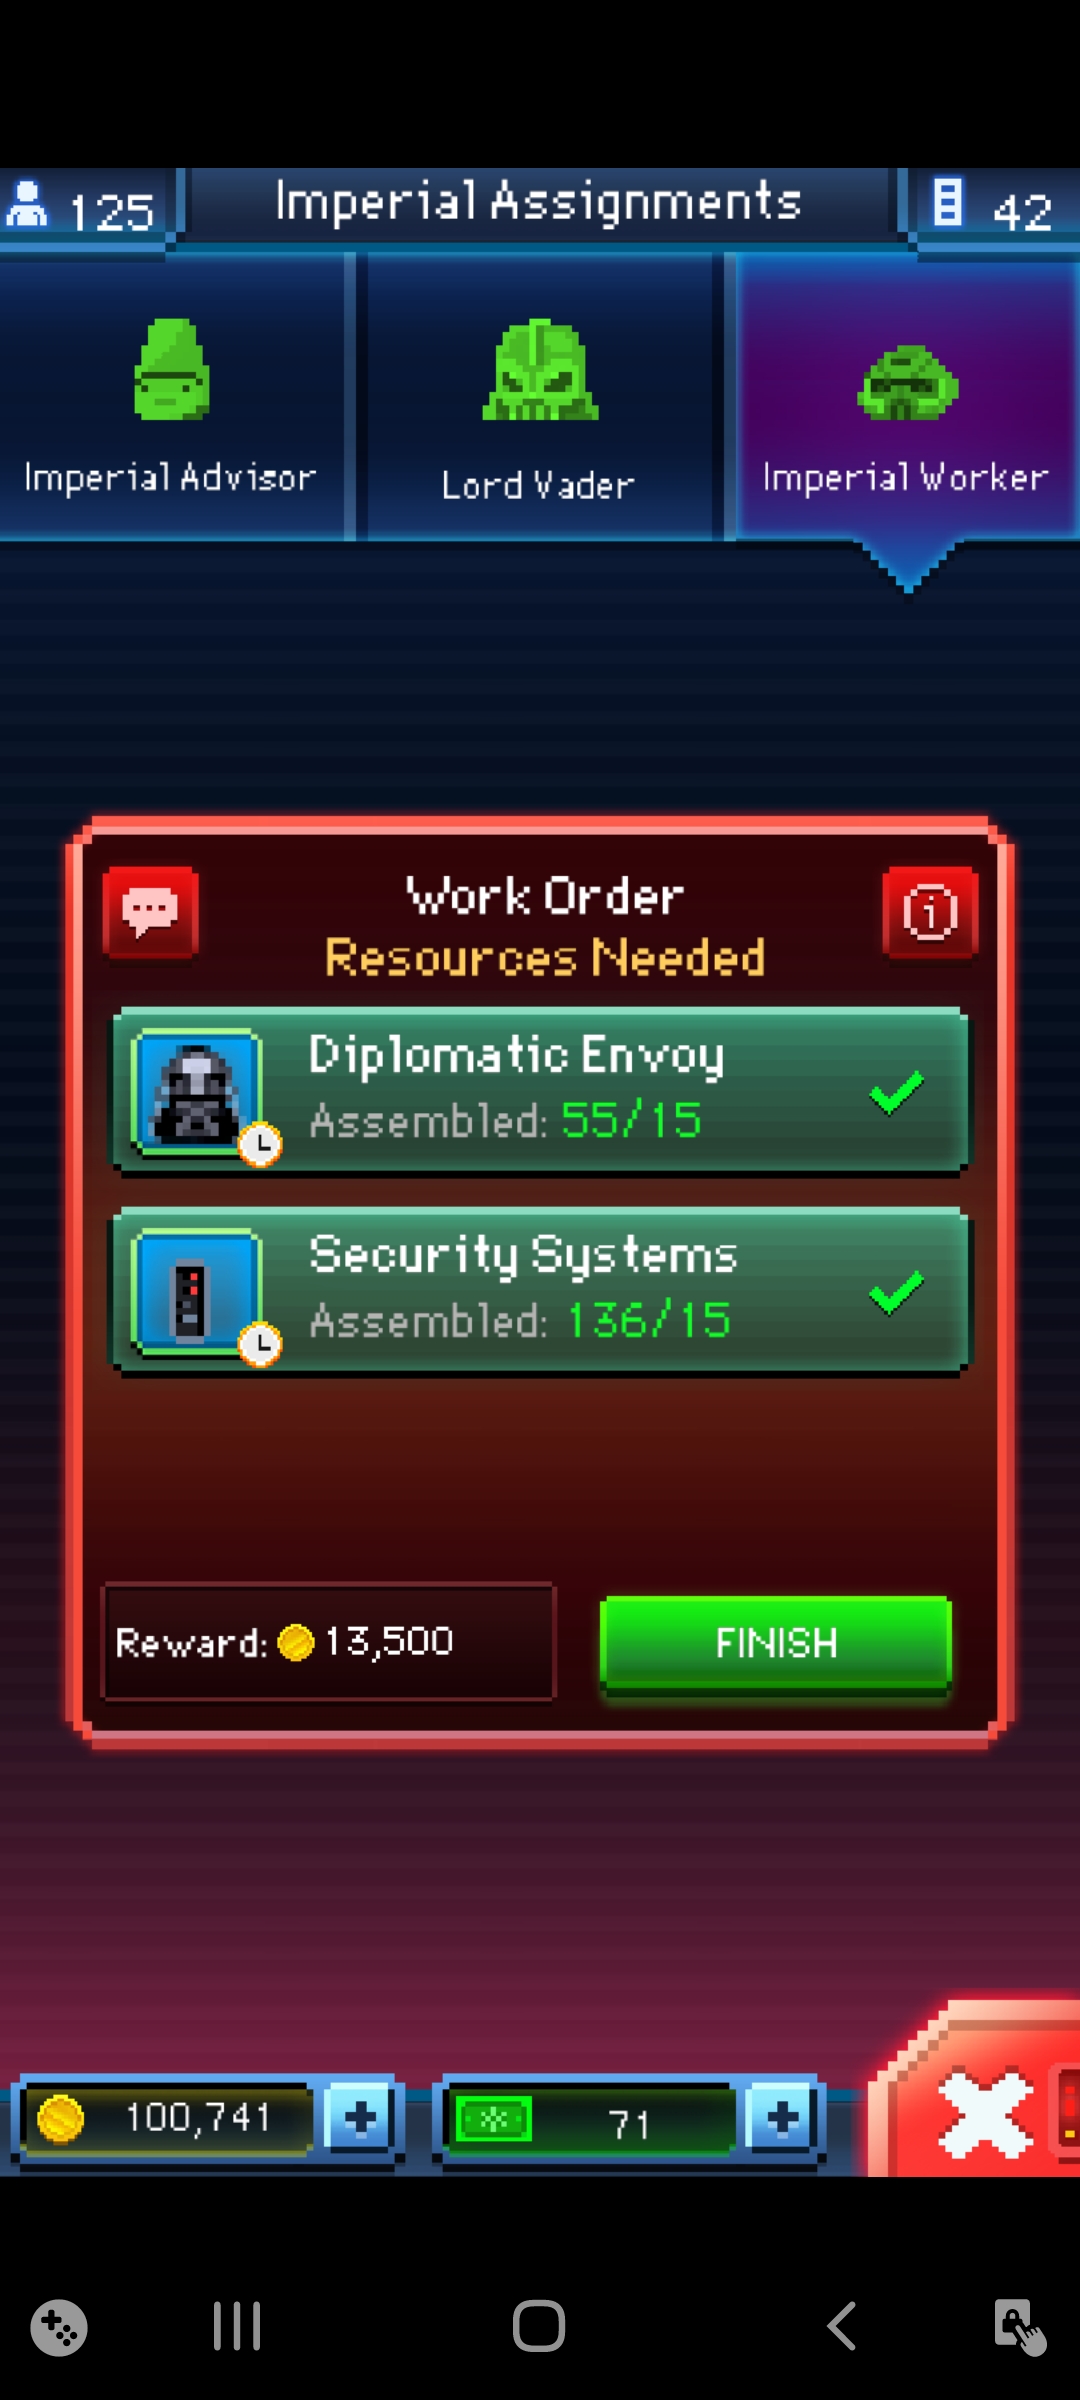 125
Imperial Assignments
42
Imperial Advisor
Lord Vader
Imperial Worker
Work Order
Resources Needed
Diplomatic Envoy
Assembled: 55/15
Security Systems
Assembled: 136/15
Reward: 13,500
FINISH
100,741
71